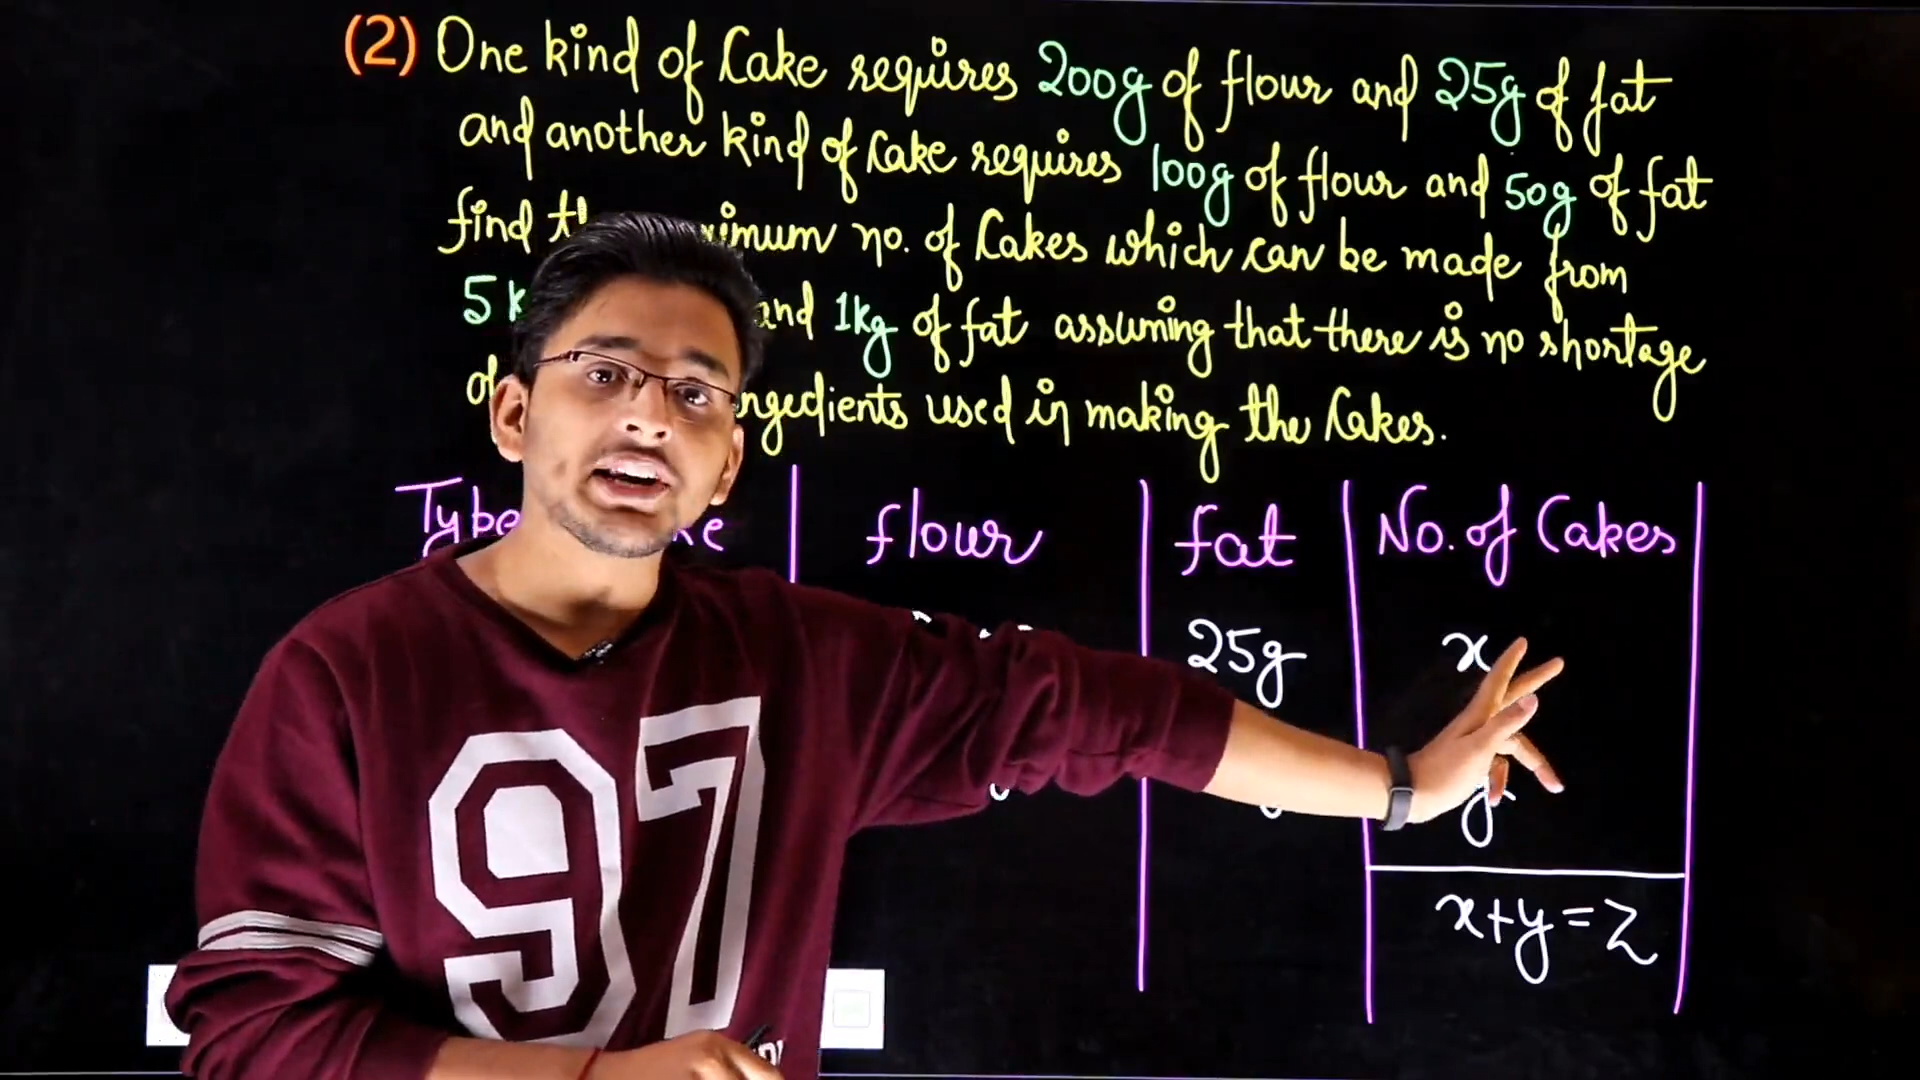 (2) One kind of Cake requires 200g of flour and 25g of fat
and another kind of Cake requires 100g of flour and 50g of fat
find no. of Cakes which can be made from
5 and 1kg of fat assuming that there is no shortage
used in making the Cakes.
flour fat No. of Cakes
25g x
y
x+y=Z
97